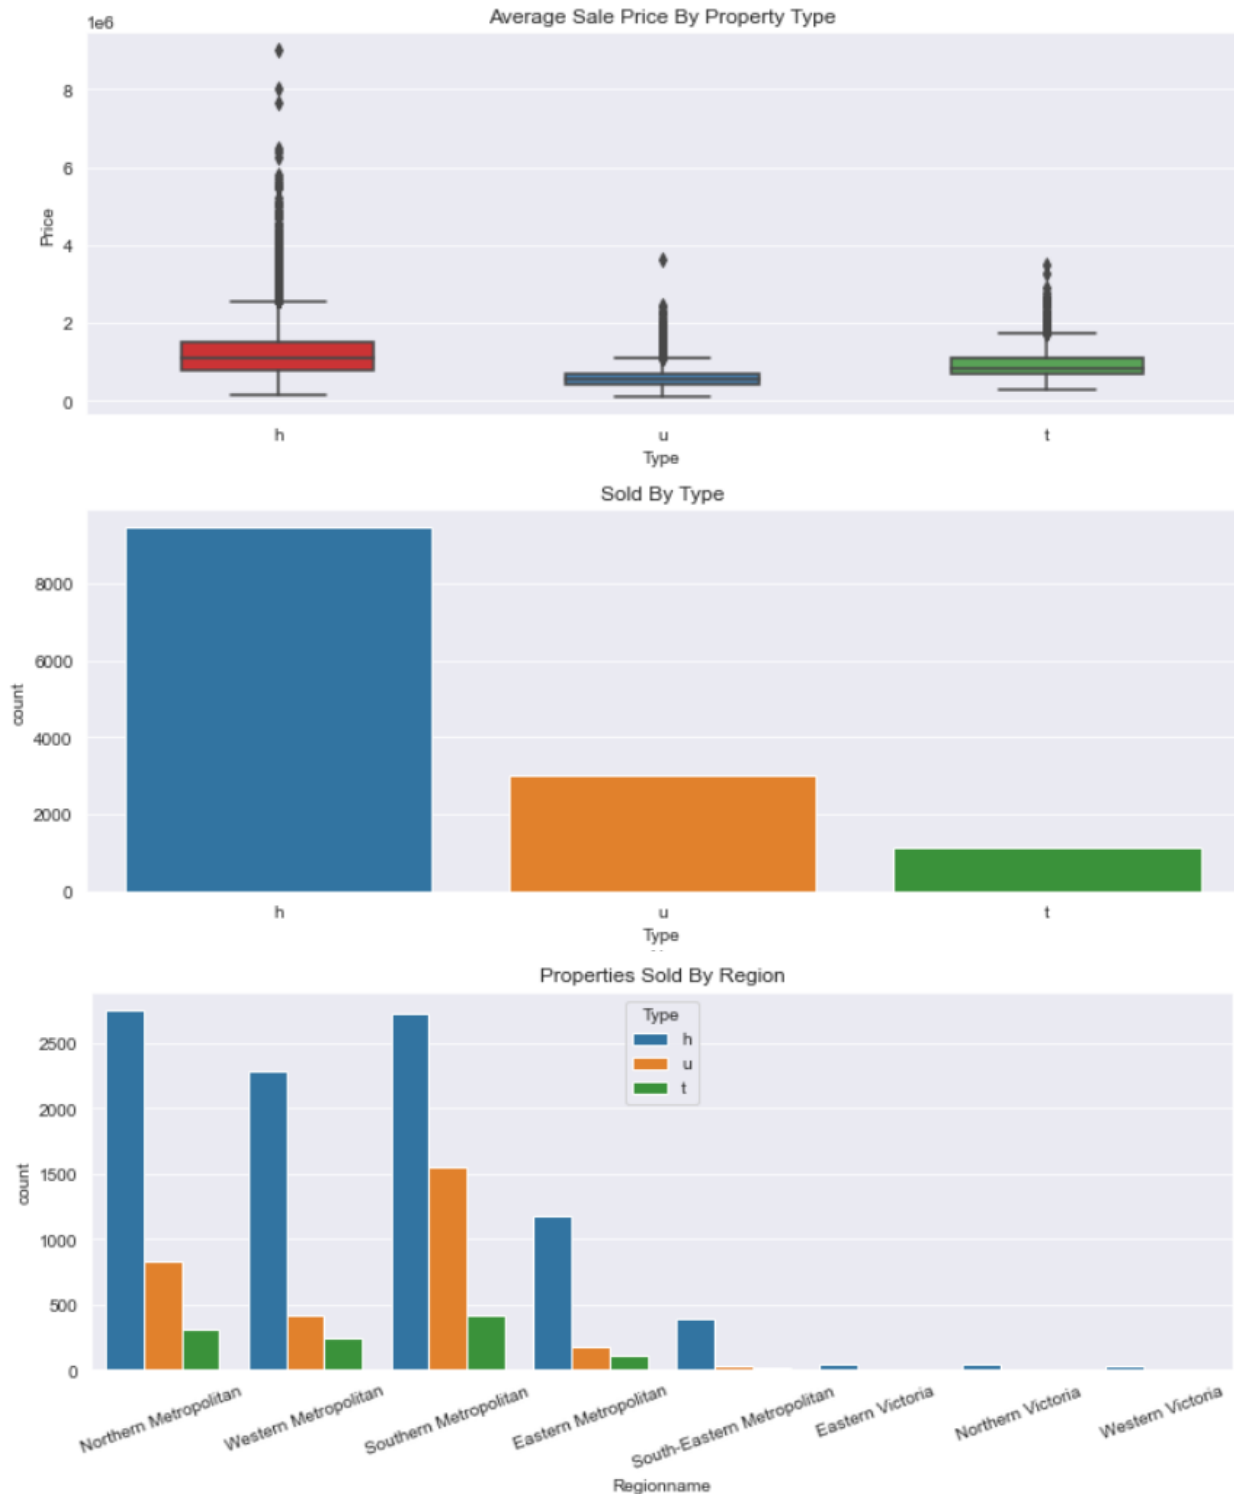 Average Sale Price By Property Type
1e6
8
6
4
2
0
Price
h u t
Type
Sold By Type
8000
6000
4000
2000
0
count
h u t
Type
Properties Sold By Region
Type
h
u
t
2500
2000
1500
1000
500
0
count
Northern Metropolitan
Western Metropolitan
Southern Metropolitan
Eastern Metropolitan
South-Eastern Metropolitan
Eastern Victoria
Northern Victoria
Western Victoria
Regionname